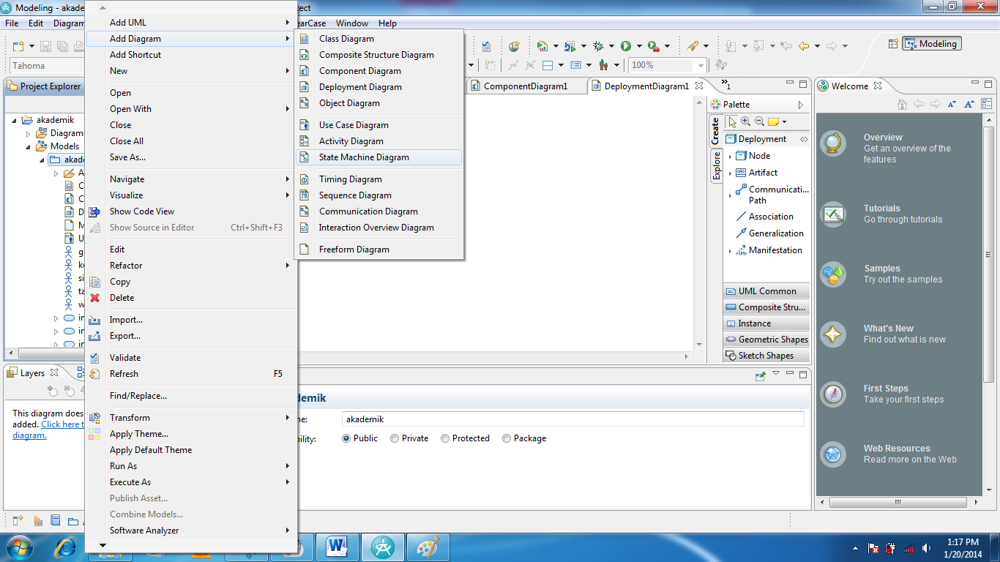 Modeling - akade
ect
File Edit Diagram
earCase Window Help
Tahoma
100%
Modeling
Project Explorer
akademik
Diagrams
Models
akade
A
C
C
D
M
U
g
ke
si
ta
w
in
in
in
Add UML
Add Diagram
Add Shortcut
New
Open
Open With
Close
Close All
Save As...
Navigate
Visualize
Show Code View
Show Source in Editor Ctrl+Shift+F3
Edit
Refactor
Copy
Delete
Import...
Export...
Validate
Refresh F5
Find/Replace...
Transform
Apply Theme...
Apply Default Theme
Run As
Execute As
Publish Asset...
Combine Models...
Software Analyzer
Class Diagram
Composite Structure Diagram
Component Diagram
Deployment Diagram
Object Diagram
Use Case Diagram
Activity Diagram
State Machine Diagram
Timing Diagram
Sequence Diagram
Communication Diagram
Interaction Overview Diagram
Freeform Diagram
ComponentDiagram1
DeploymentDiagram1
»1
Palette
Create
Explore
Deployment
Node
Artifact
Communicati...
Path
Association
Generalization
Manifestation
UML Common
Composite Stru...
Instance
Geometric Shapes
Sketch Shapes
Welcome
Overview
Get an overview of the
features
Tutorials
Go through tutorials
Samples
Try out the samples
What's New
Find out what is new
First Steps
Take your first steps
Web Resources
Read more on the Web
Layers
This diagram does
added. Click here t
diagram.
demik
me:
akademik
bility:
Public Private Protected Package
1:17 PM
1/20/2014